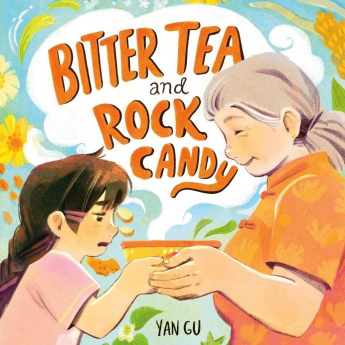 BITTER TEA
and
ROCK
CANDY
YAN GU